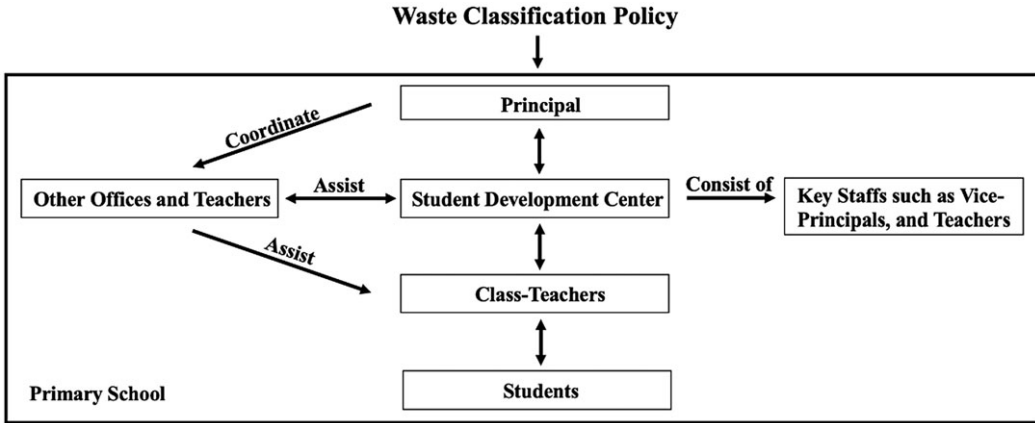 Waste Classification Policy
Principal
Coordinate
Other Offices and Teachers
Assist
Student Development Center
Consist of
Key Staffs such as Vice-
Principals, and Teachers
Assist
Class-Teachers
Students
Primary School